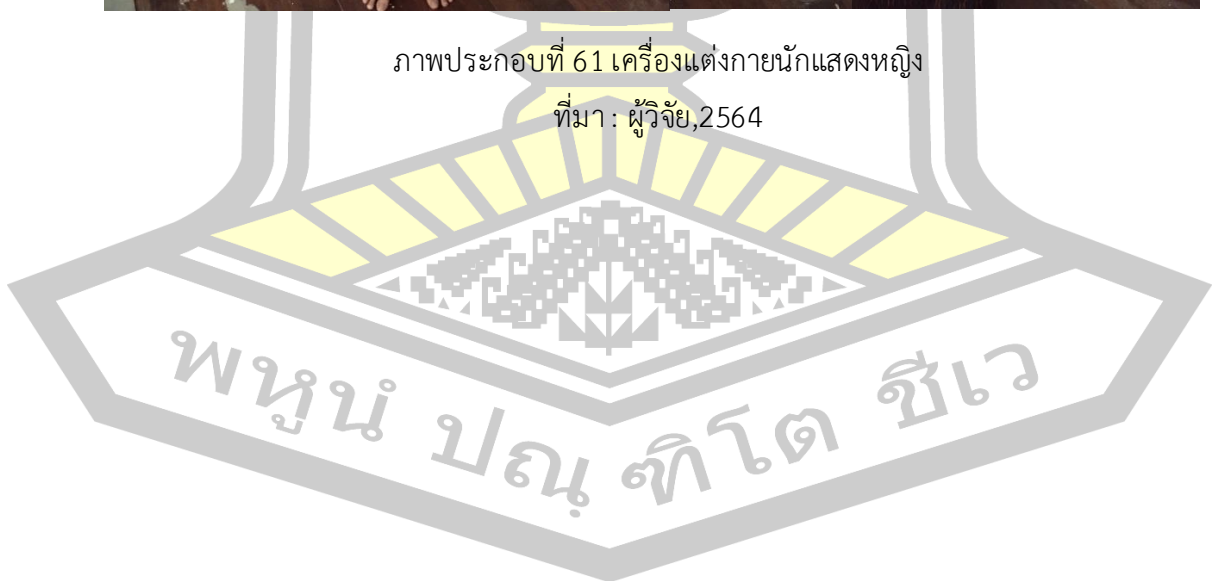 ภาพประกอบที่ 61 เครื่องแต่งกายนักแสดงหญิง
ที่มา : ผู้วิจัย,2564
พหูนํ ปณฺฑิโต ชีเว